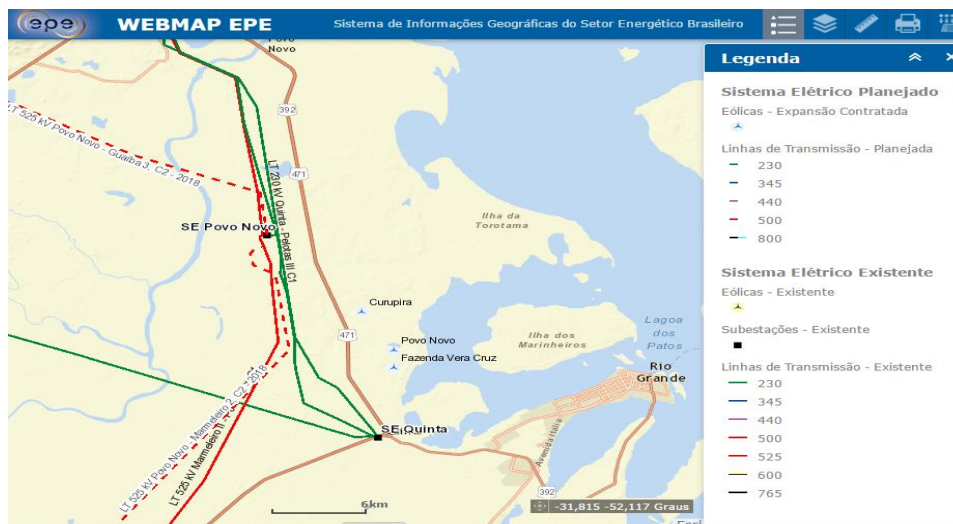 epe
WEBMAP EPE
Sistema de Informações Geográficas do Setor Energético Brasileiro
Novo
392
LT 525 kV Povo Novo - Guaíba 3, C2 - 2018
471
LT 230 kV Quinta - Pelotas III C1
SE Povo Novo
Ilha da
Torotama
Curupira
471
Povo Novo
Fazenda Vera Cruz
Ilha dos
Marinheiros
Lagoa
dos
Patos
Rio
Grande
SE Quinta
Avenida Itália
LT 525 kV Povo Novo - Marmeleiro 2, C2 - 2018
LT 525 kV Marmeleiro II
392
6km
-31,815 -52,117 Graus
Legenda
Sistema Elétrico Planejado
Eólicas - Expansão Contratada
Linhas de Transmissão - Planejada
230
345
440
500
800
Sistema Elétrico Existente
Eólicas - Existente
Subestações - Existente
Linhas de Transmissão - Existente
230
345
440
500
525
600
765